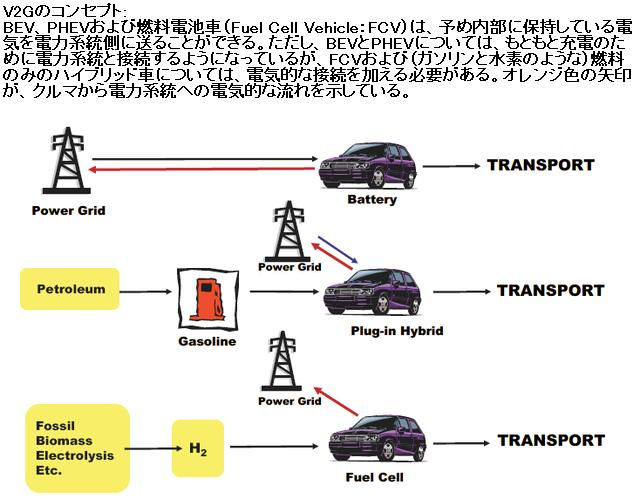 V2Gのコンセプト:
BEV、PHEVおよび燃料電池車(Fuel Cell Vehicle:FCV)は、予め内部に保持している電
気を電力系統側に送ることができる。ただし、BEVとPHEVについては、もともと充電のた
めに電力系統と接続するようになっているが、FCVおよび(ガソリンと水素のような)燃料
のみのハイブリッド車については、電気的な接続を加える必要がある。オレンジ色の矢印
が、クルマから電力系統への電気的な流れを示している。
Power Grid
Battery
TRANSPORT
Power Grid
Petroleum
Gasoline
Plug-in Hybrid
TRANSPORT
Power Grid
Fossil
Biomass
Electrolysis
Etc.
H₂
Fuel Cell
TRANSPORT